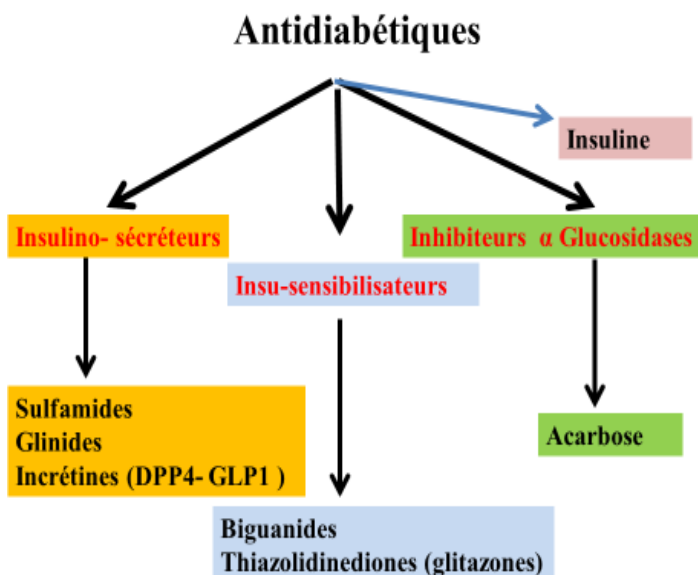 Antidiabétiques
Insuline
Insulino- sécréteurs
Inhibiteurs α Glucosidases
Insu-sensibilisateurs
Sulfamides
Glinides
Incrétines (DPP4- GLP1 )
Acarbose
Biguanides
Thiazolidinediones (glitazones)